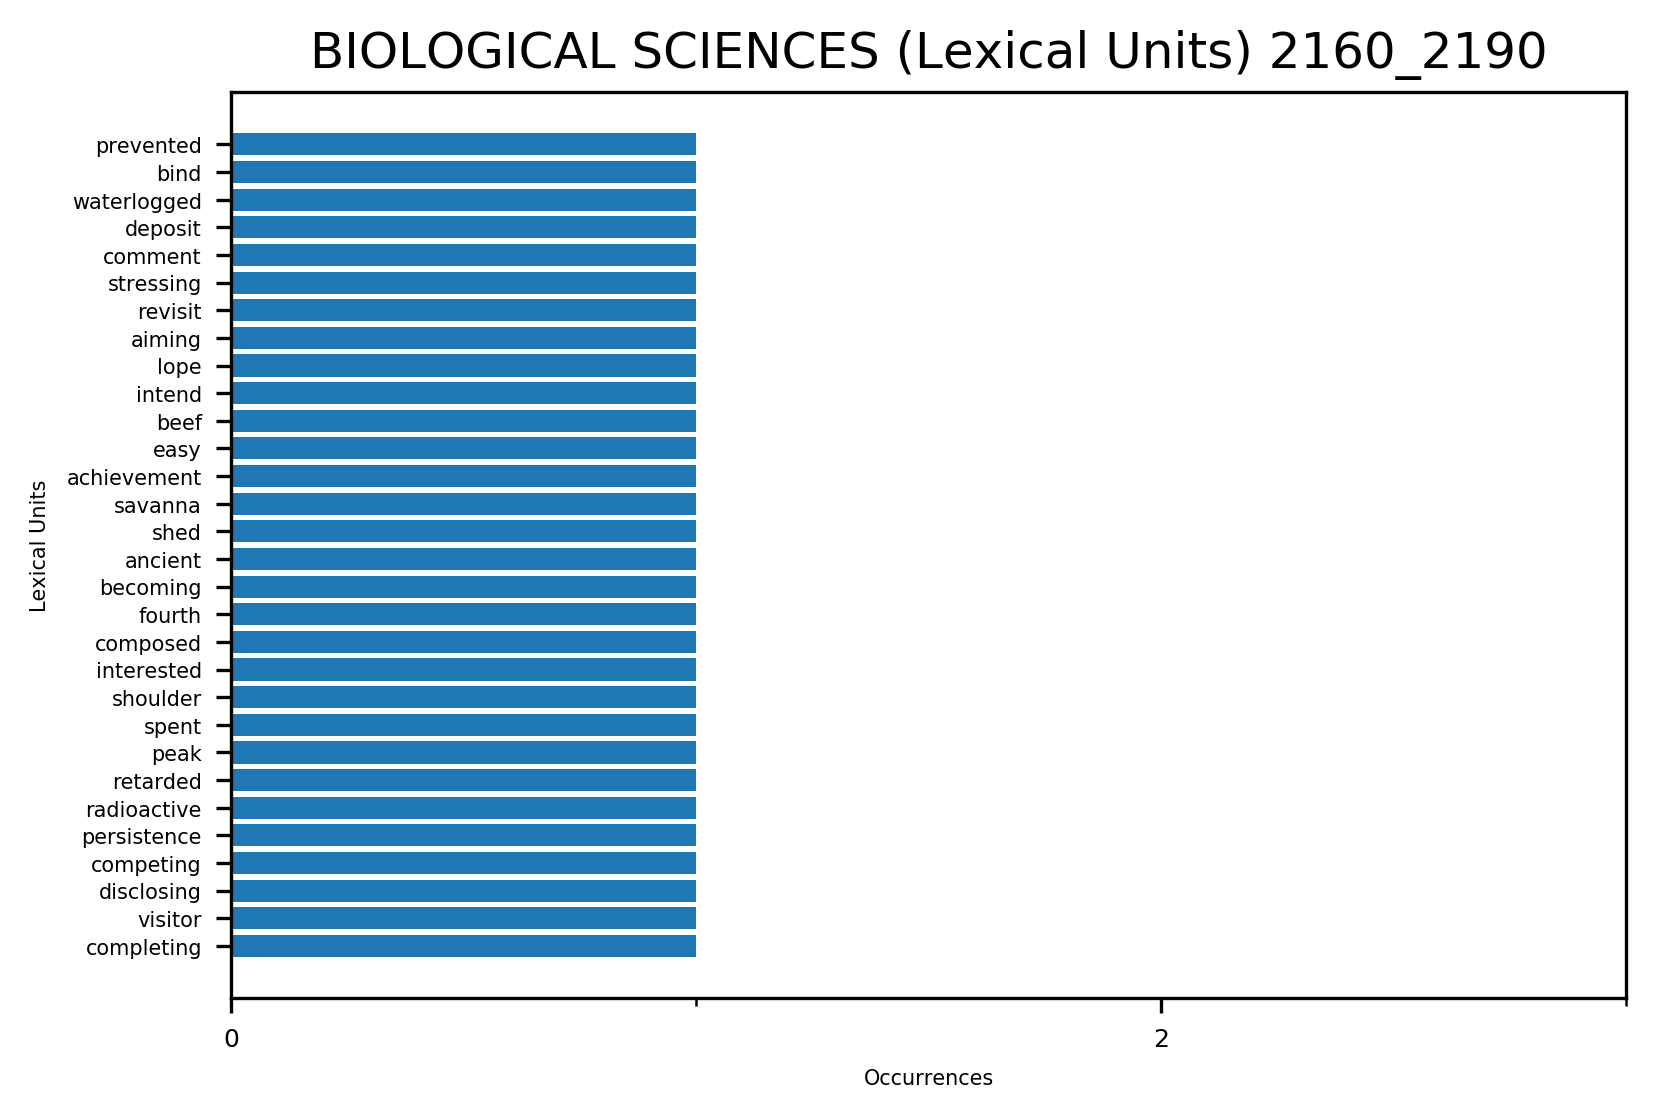 BIOLOGICAL SCIENCES (Lexical Units) 2160_2190
prevented
bind
waterlogged
deposit
comment
stressing
revisit
aiming
lope
intend
beef
easy
achievement
savanna
shed
ancient
becoming
fourth
composed
interested
shoulder
spent
peak
retarded
radioactive
persistence
competing
disclosing
visitor
completing
Lexical Units
0 2
Occurrences